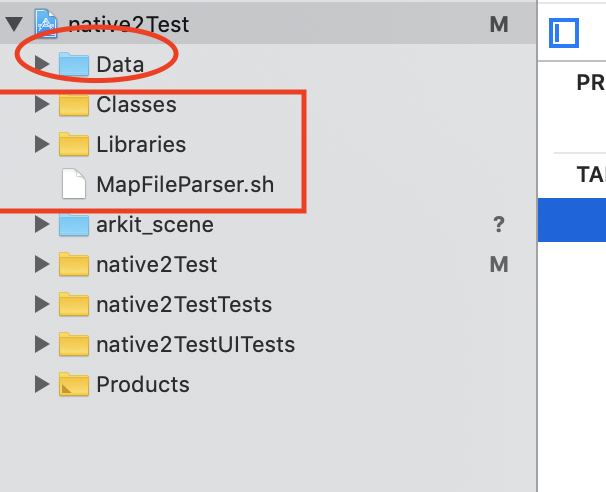 native2Test M
Data
Classes
Libraries
MapFileParser.sh
arkit_scene ?
native2Test M
native2TestTests
native2TestUITests
Products
PR
TA